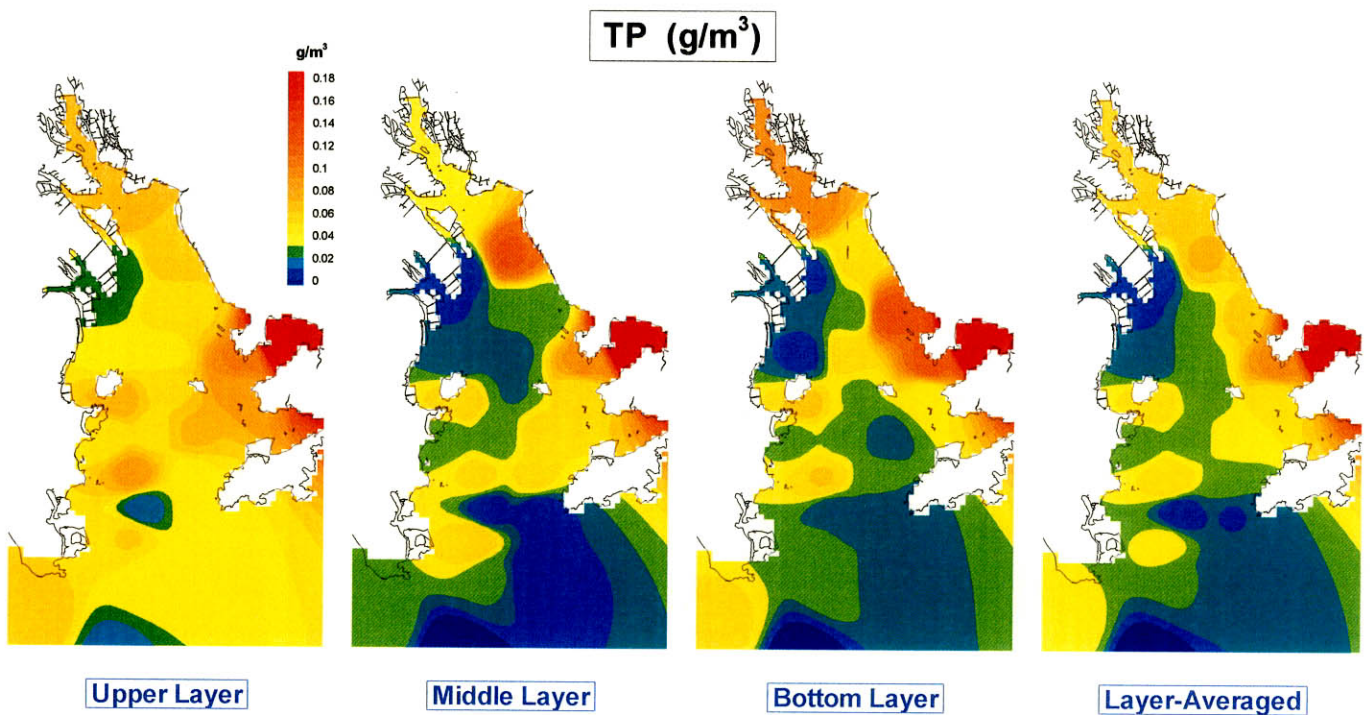 TP (g/m³)
g/m³
0.18
0.16
0.14
0.12
0.1
0.08
0.06
0.04
0.02
0
Upper Layer
Middle Layer
Bottom Layer
Layer-Averaged